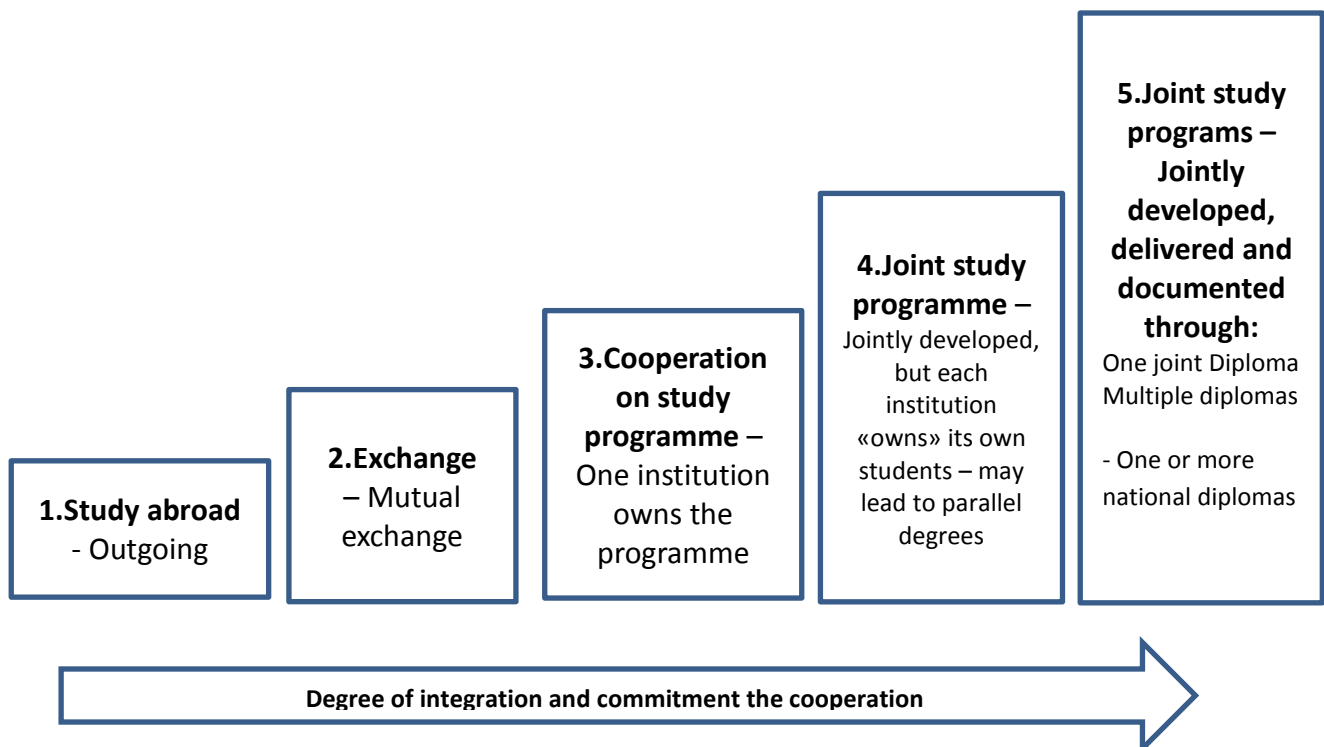 1.Study abroad
- Outgoing
2.Exchange
– Mutual
exchange
3.Cooperation
on study
programme –
One institution
owns the
programme
4.Joint study
programme –
Jointly developed,
but each
institution
«owns» its own
students – may
lead to parallel
degrees
5.Joint study
programs –
Jointly
developed,
delivered and
documented
through:
One joint Diploma
Multiple diplomas
- One or more
national diplomas
Degree of integration and commitment the cooperation